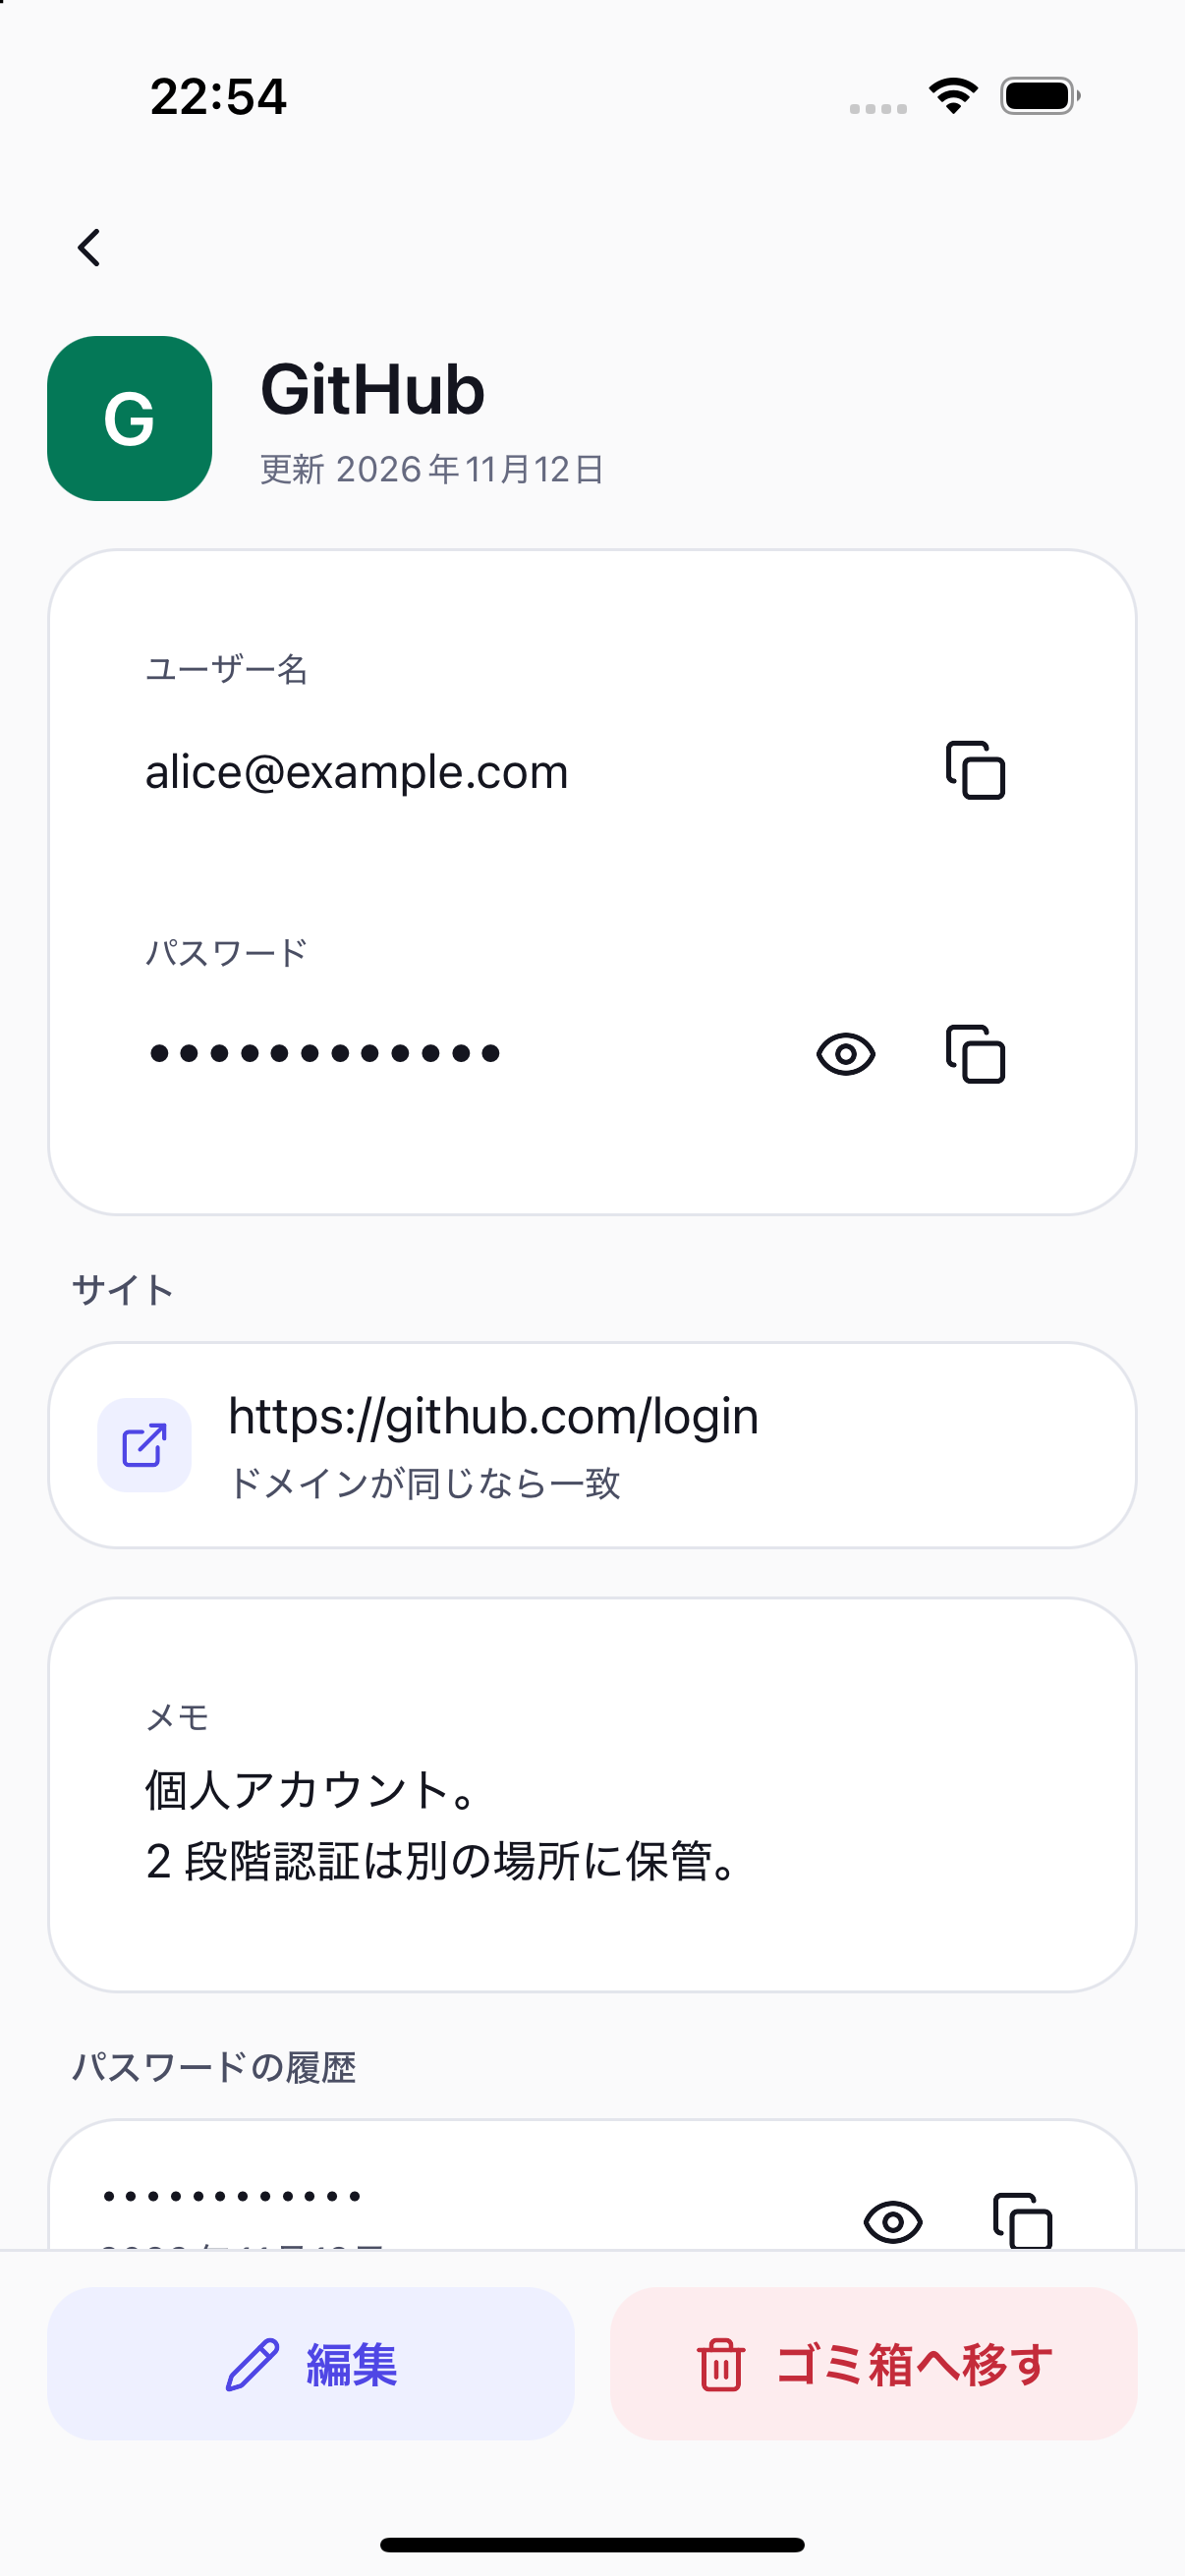 22:54
G
GitHub
更新 2026年11月12日
ユーザー名
alice@example.com
パスワード
••••••••••••
サイト
https://github.com/login
ドメインが同じなら一致
メモ
個人アカウント。
2 段階認証は別の場所に保管。
パスワードの履歴
••••••••••••
編集
ゴミ箱へ移す